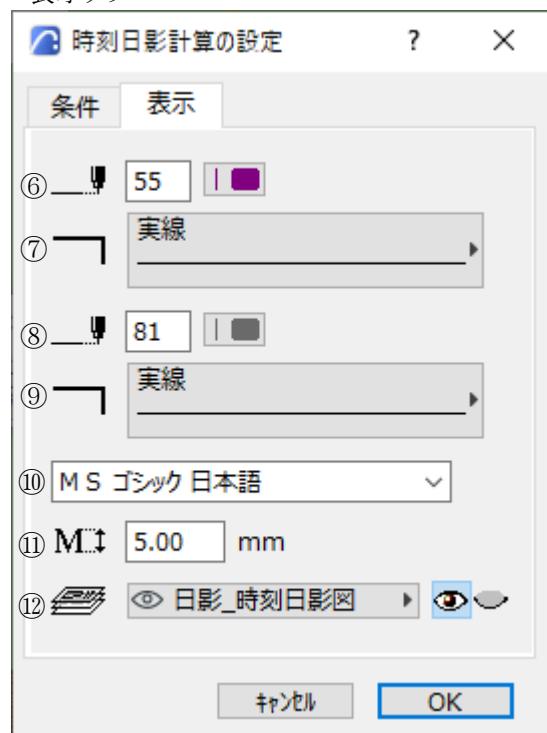 時刻日影計算の設定 ? ×
条件 表示
⑥ 55
⑦ 実線
⑧ 81
⑨ 実線
⑩ ＭＳ ゴシック 日本語
⑪ M 5.00 mm
⑫ 日影_時刻日影図
ｷｬﾝｾﾙ OK